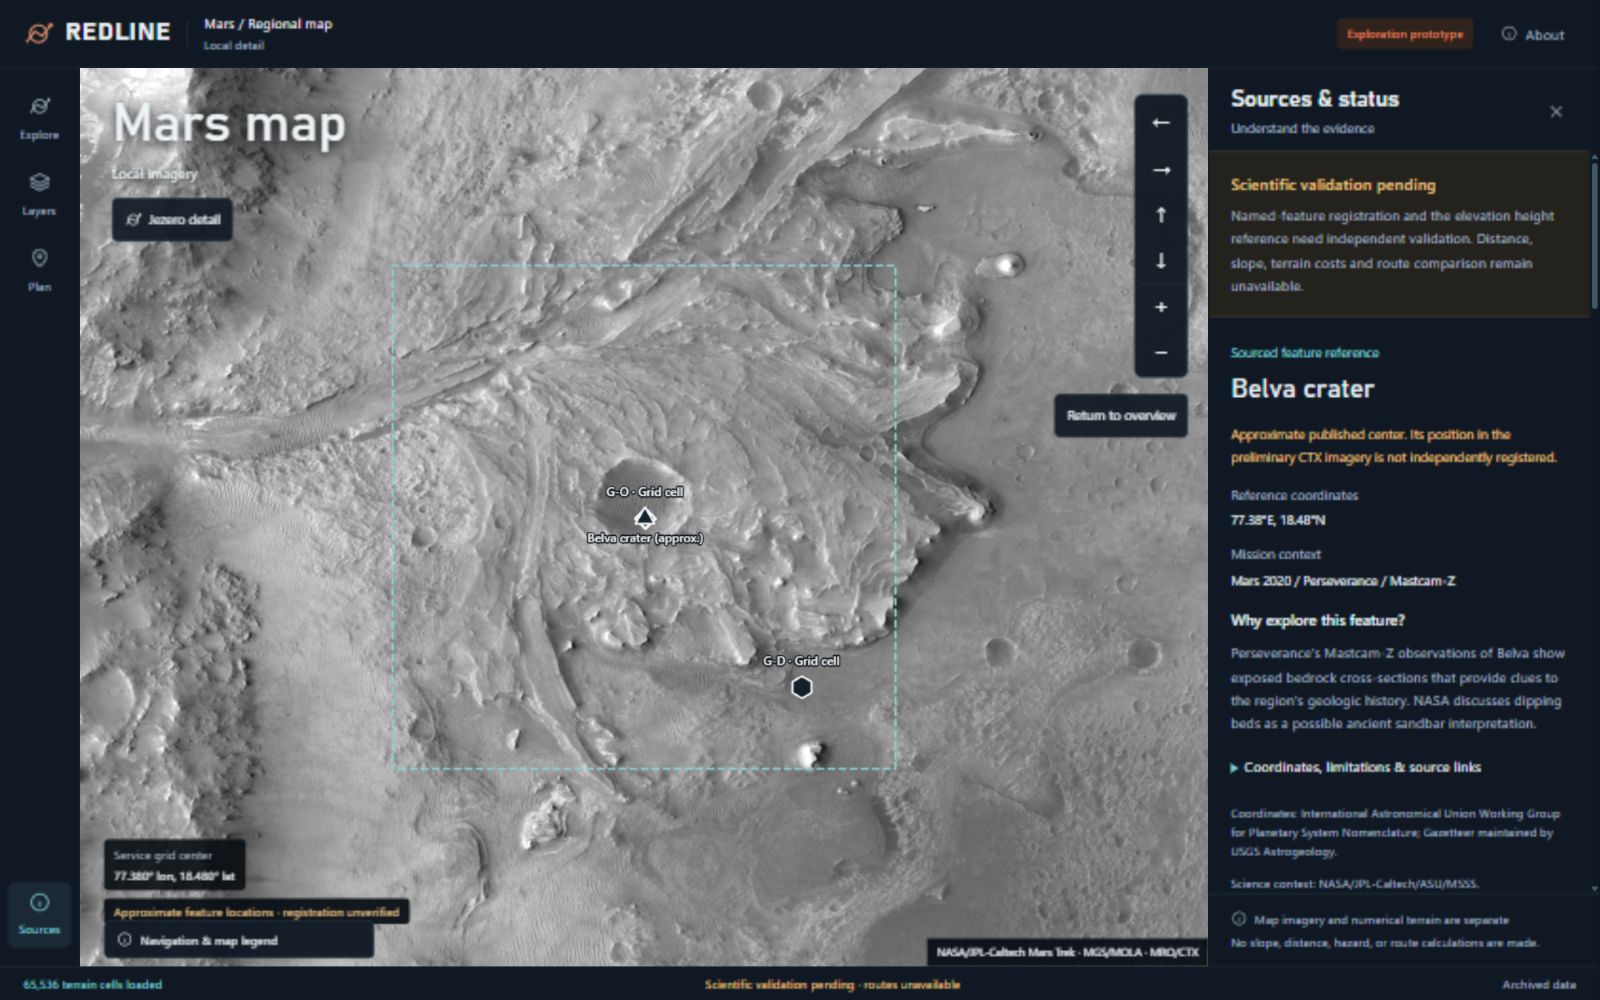 REDLINE
Mars / Regional map
Local detail
Exploration prototype
About
Explore
Layers
Plan
Sources
Mars map
Local imagery
Jezero detail
Return to overview
G-O · Grid cell
Belva crater (approx.)
G-D · Grid cell
Service grid center
77.380° lon, 18.480° lat
Approximate feature locations · registration unverified
Navigation & map legend
NASA/JPL-Caltech Mars Trek · MGS/MOLA · MRO/CTX
Sources & status
Understand the evidence
Scientific validation pending
Named-feature registration and the elevation height
reference need independent validation. Distance,
slope, terrain costs and route comparison remain
unavailable.
Sourced feature reference
Belva crater
Approximate published center. Its position in the
preliminary CTX imagery is not independently registered.
Reference coordinates
77.38°E, 18.48°N
Mission context
Mars 2020 / Perseverance / Mastcam-Z
Why explore this feature?
Perseverance's Mastcam-Z observations of Belva show
exposed bedrock cross-sections that provide clues to
the region's geologic history. NASA discusses dipping
beds as a possible ancient sandbar interpretation.
Coordinates, limitations & source links
Coordinates: International Astronomical Union Working Group
for Planetary System Nomenclature; Gazetteer maintained by
USGS Astrogeology.
Science context: NASA/JPL-Caltech/ASU/MSSS.
Map imagery and numerical terrain are separate
No slope, distance, hazard, or route calculations are made.
65,536 terrain cells loaded
Scientific validation pending · routes unavailable
Archived data